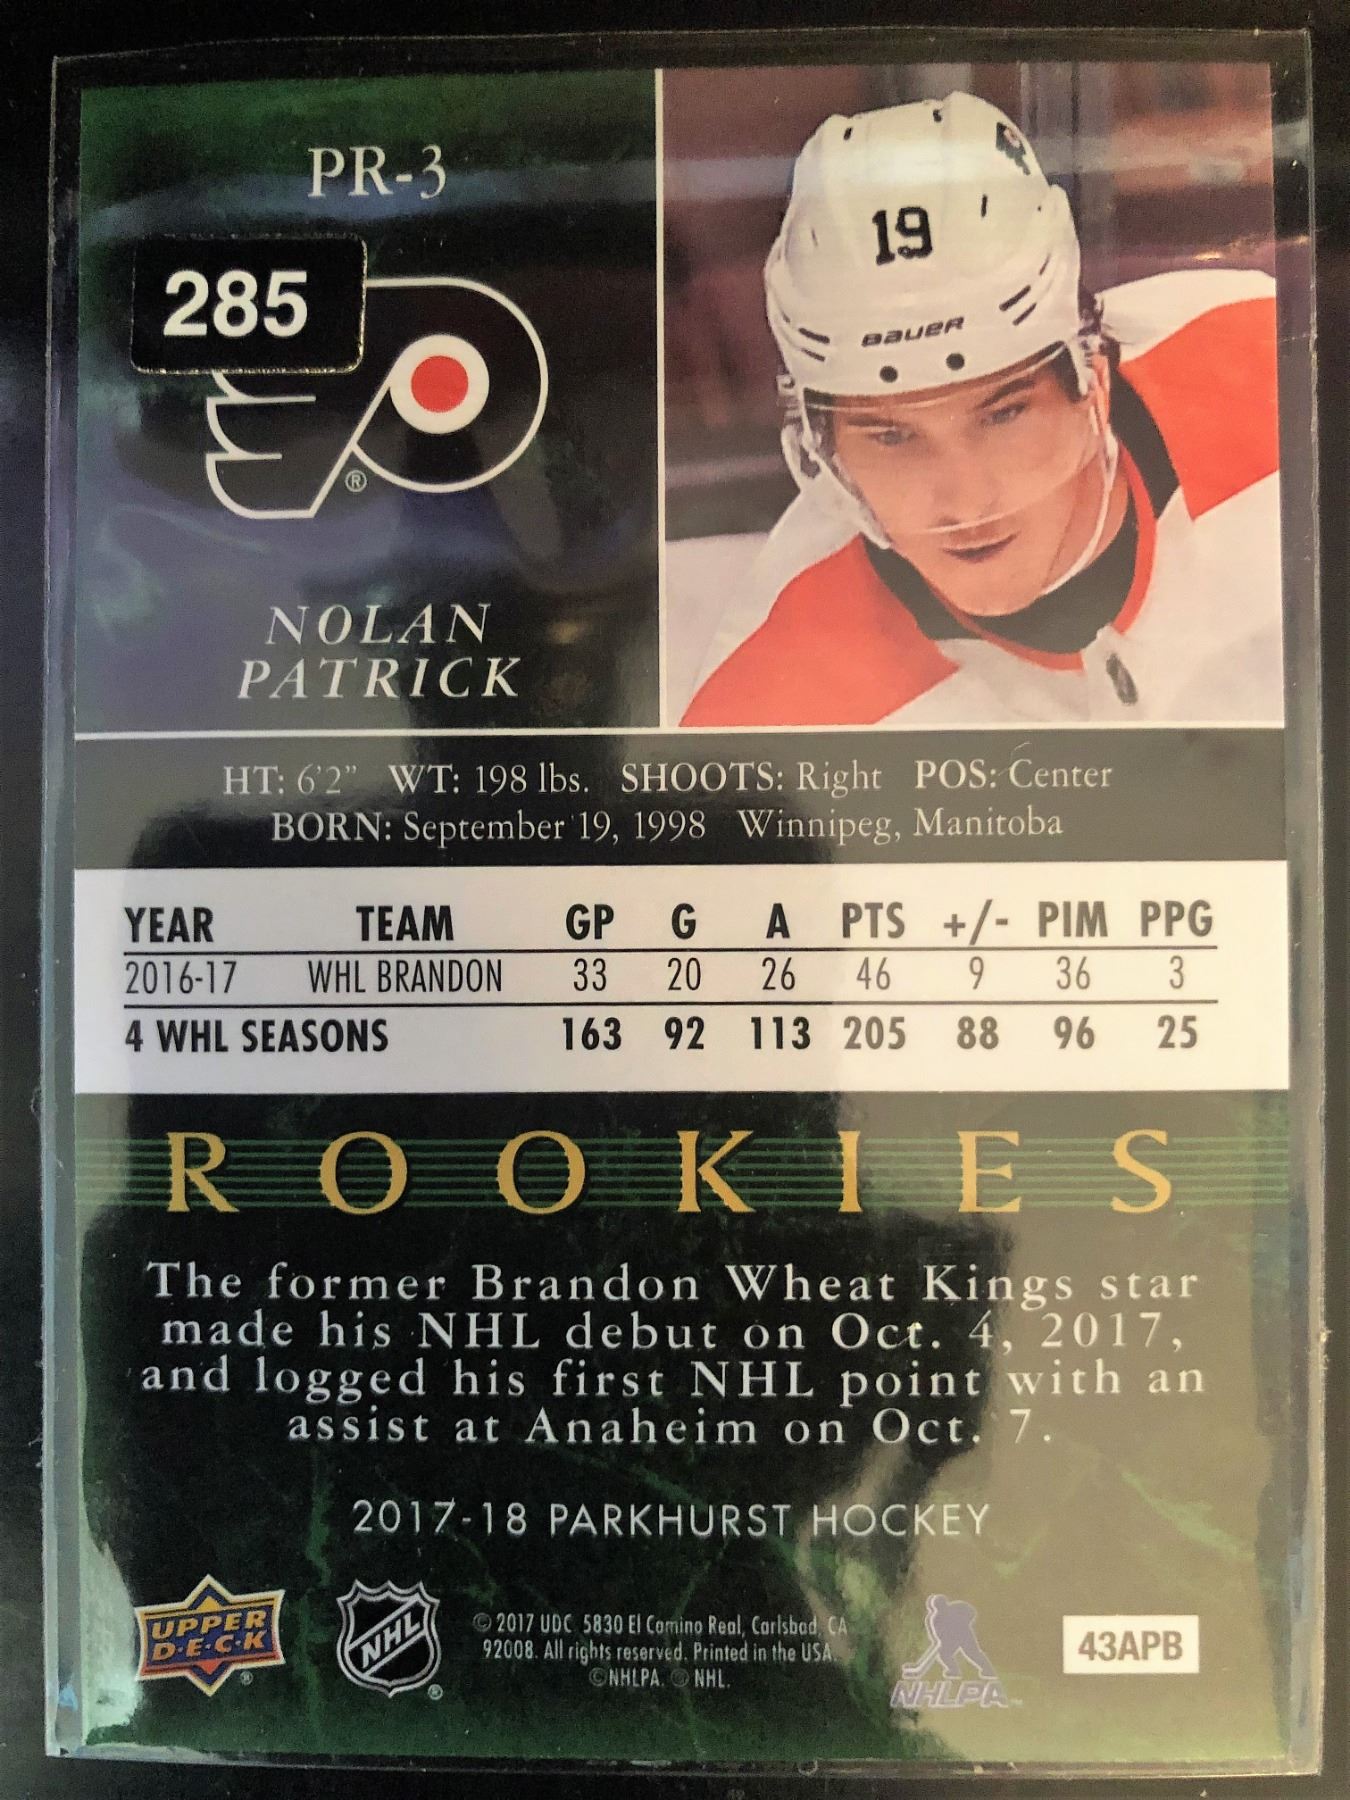 PR-3
285
®
NOLAN
PATRICK
19
BAUER
HT: 6'2" WT: 198 lbs. SHOOTS: Right POS: Center
BORN: September 19, 1998 Winnipeg, Manitoba
YEAR TEAM GP G A PTS +/- PIM PPG
2016-17 WHL BRANDON 33 20 26 46 9 36 3
4 WHL SEASONS 163 92 113 205 88 96 25
ROOKIES
The former Brandon Wheat Kings star
made his NHL debut on Oct. 4, 2017,
and logged his first NHL point with an
assist at Anaheim on Oct. 7.
2017-18 PARKHURST HOCKEY
UPPER
D·E·C·K
®
NHL
®
© 2017 UDC 5830 El Camino Real, Carlsbad, CA
92008. All rights reserved. Printed in the USA.
©NHLPA. © NHL.
NHLPA™
43APB